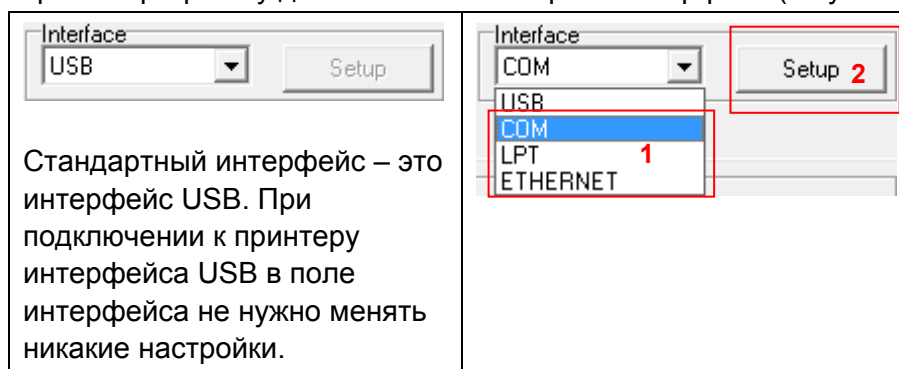 Interface
USB
Setup
Стандартный интерфейс – это
интерфейс USB. При
подключении к принтеру
интерфейса USB в поле
интерфейса не нужно менять
никакие настройки.
Interface
COM
Setup 2
USB
COM
LPT 1
ETHERNET